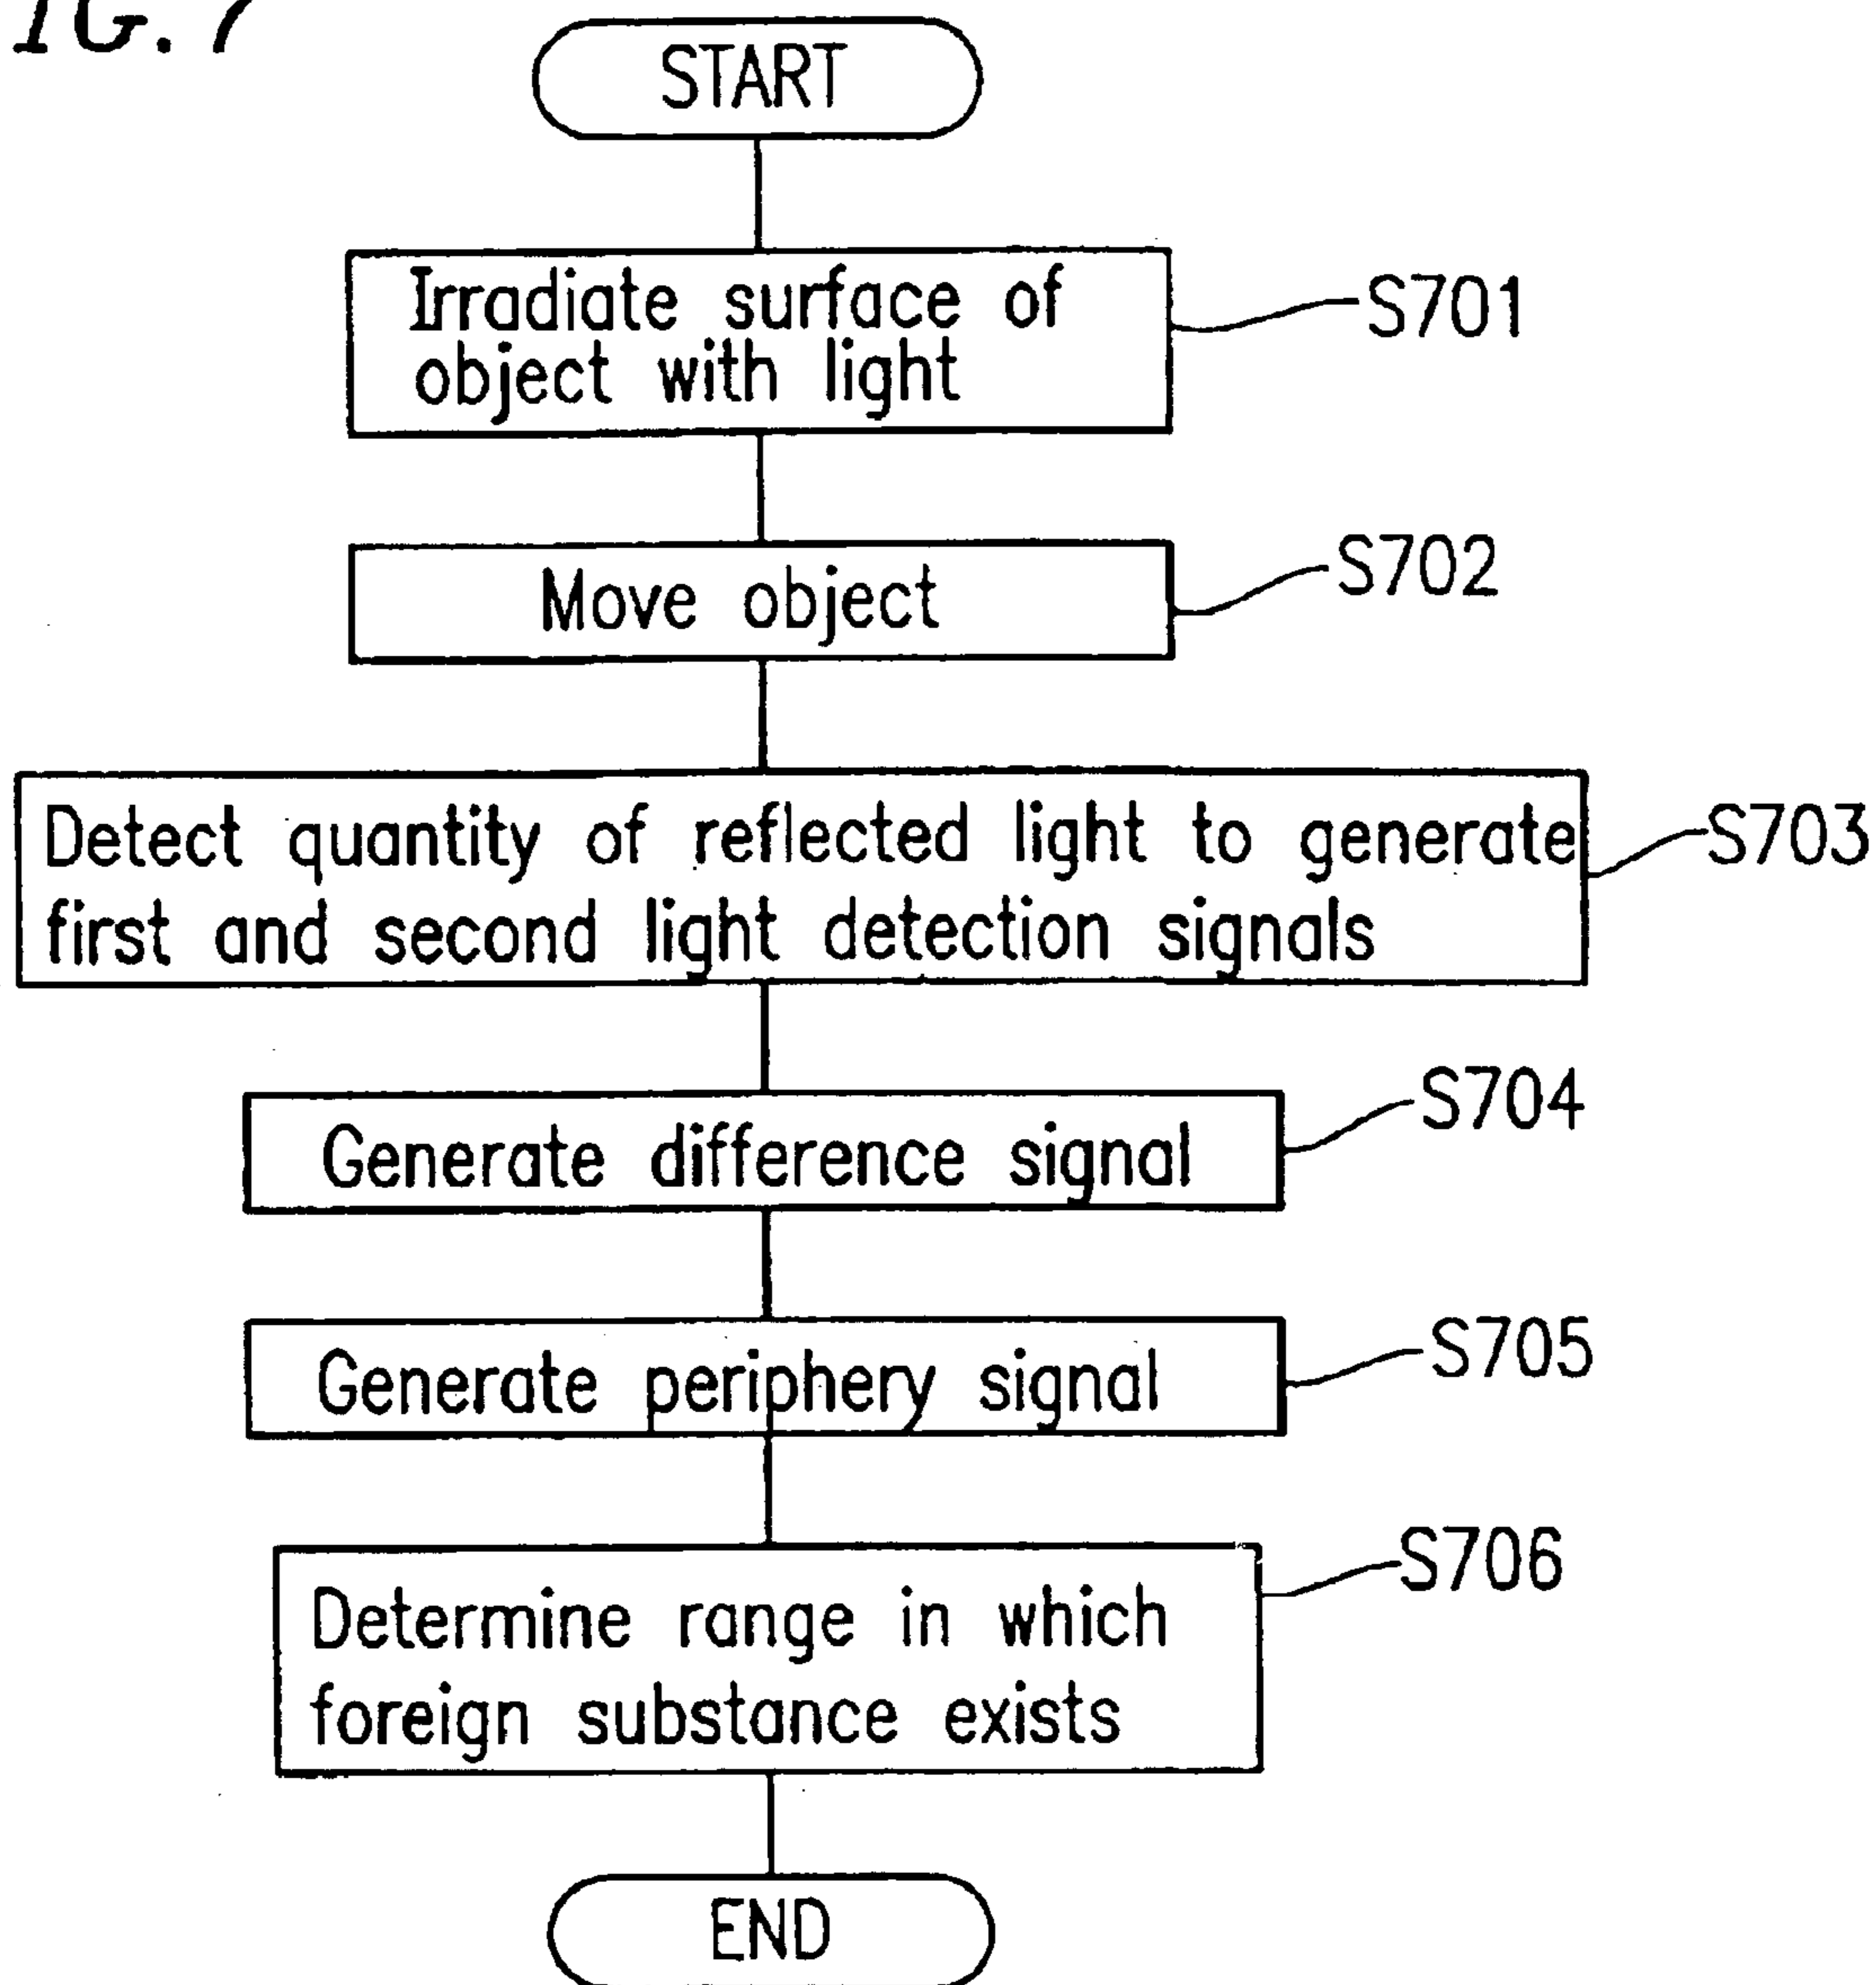 IG. 7
START
Irradiate surface of
object with light
S701
Move object
S702
Detect quantity of reflected light to generate
first and second light detection signals
S703
Generate difference signal
S704
Generate periphery signal
S705
Determine range in which
foreign substance exists
S706
END